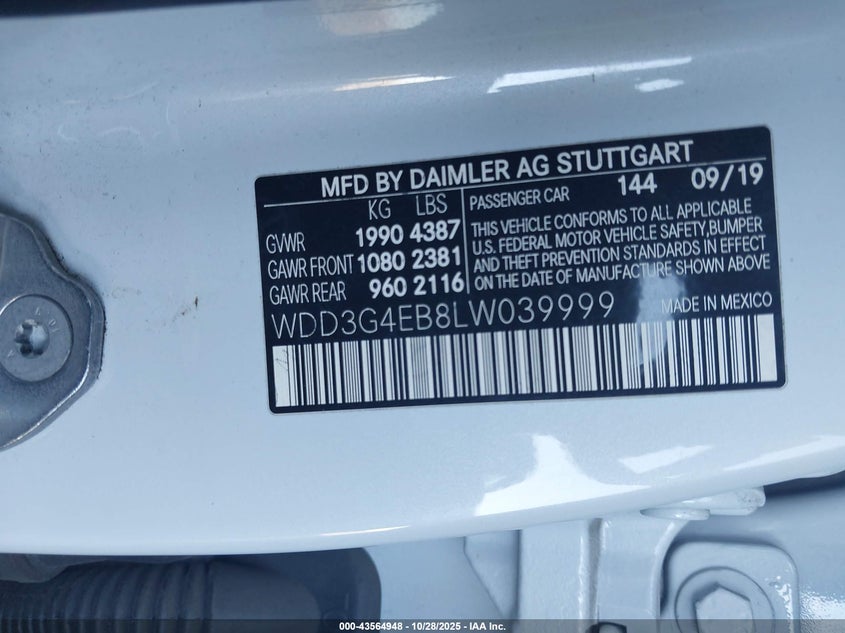 MFD BY DAIMLER AG STUTTGART
KG LBS
GVWR 1990 4387
GAWR FRONT 1080 2381
GAWR REAR 960 2116
PASSENGER CAR 144 09/19
THIS VEHICLE CONFORMS TO ALL APPLICABLE
U.S. FEDERAL MOTOR VEHICLE SAFETY,BUMPER
AND THEFT PREVENTION STANDARDS IN EFFECT
ON THE DATE OF MANUFACTURE SHOWN ABOVE
WDD3G4EB8LW039999
MADE IN MEXICO
000-43564948 - 10/28/2025 - IAA Inc.